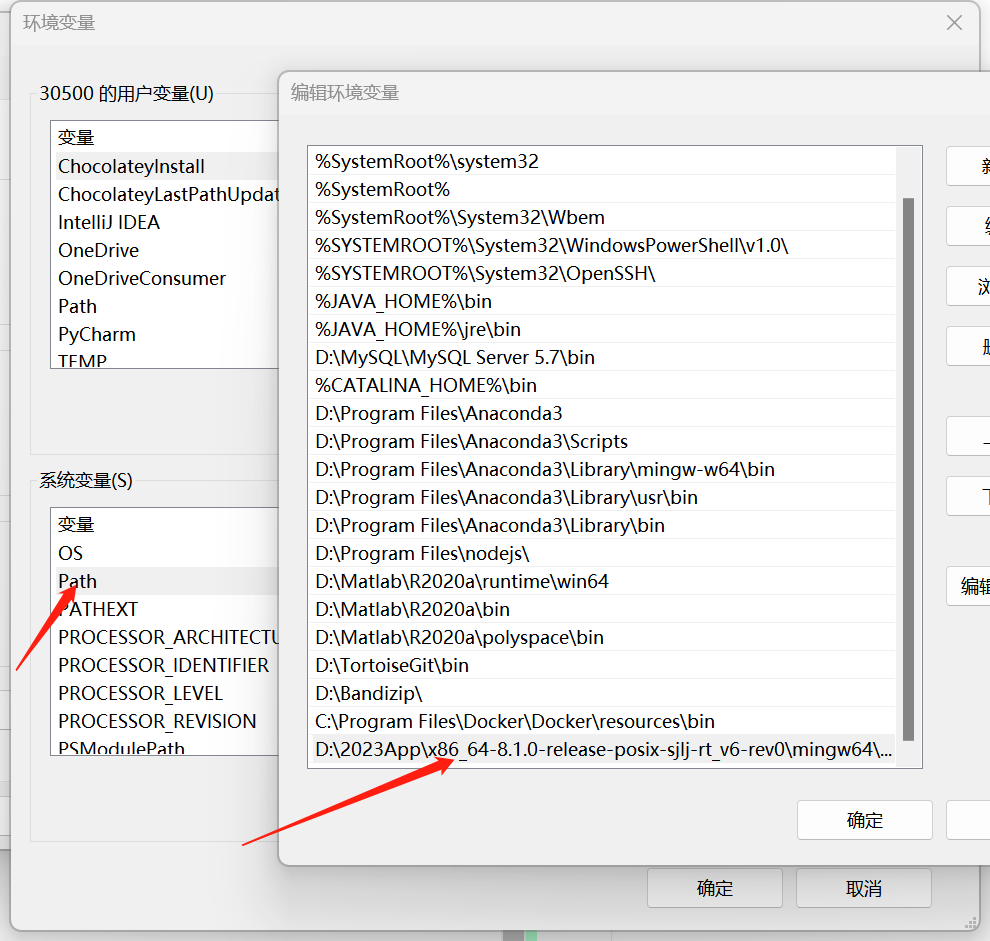 环境变量
30500 的用户变量(U)
变量
ChocolateyInstall
ChocolateyLastPathUpdat
IntelliJ IDEA
OneDrive
OneDriveConsumer
Path
PyCharm
TEMP
系统变量(S)
变量
OS
Path
PATHEXT
PROCESSOR_ARCHITECTU
PROCESSOR_IDENTIFIER
PROCESSOR_LEVEL
PROCESSOR_REVISION
PSModulePath
编辑环境变量
%SystemRoot%\system32
%SystemRoot%
%SystemRoot%\System32\Wbem
%SYSTEMROOT%\System32\WindowsPowerShell\v1.0\
%SYSTEMROOT%\System32\OpenSSH\
%JAVA_HOME%\bin
%JAVA_HOME%\jre\bin
D:\MySQL\MySQL Server 5.7\bin
%CATALINA_HOME%\bin
D:\Program Files\Anaconda3
D:\Program Files\Anaconda3\Scripts
D:\Program Files\Anaconda3\Library\mingw-w64\bin
D:\Program Files\Anaconda3\Library\usr\bin
D:\Program Files\Anaconda3\Library\bin
D:\Program Files\nodejs\
D:\Matlab\R2020a\runtime\win64
D:\Matlab\R2020a\bin
D:\Matlab\R2020a\polyspace\bin
D:\TortoiseGit\bin
D:\Bandizip\
C:\Program Files\Docker\Docker\resources\bin
D:\2023App\x86_64-8.1.0-release-posix-sjlj-rt_v6-rev0\mingw64\...
编辑
确定
确定
取消